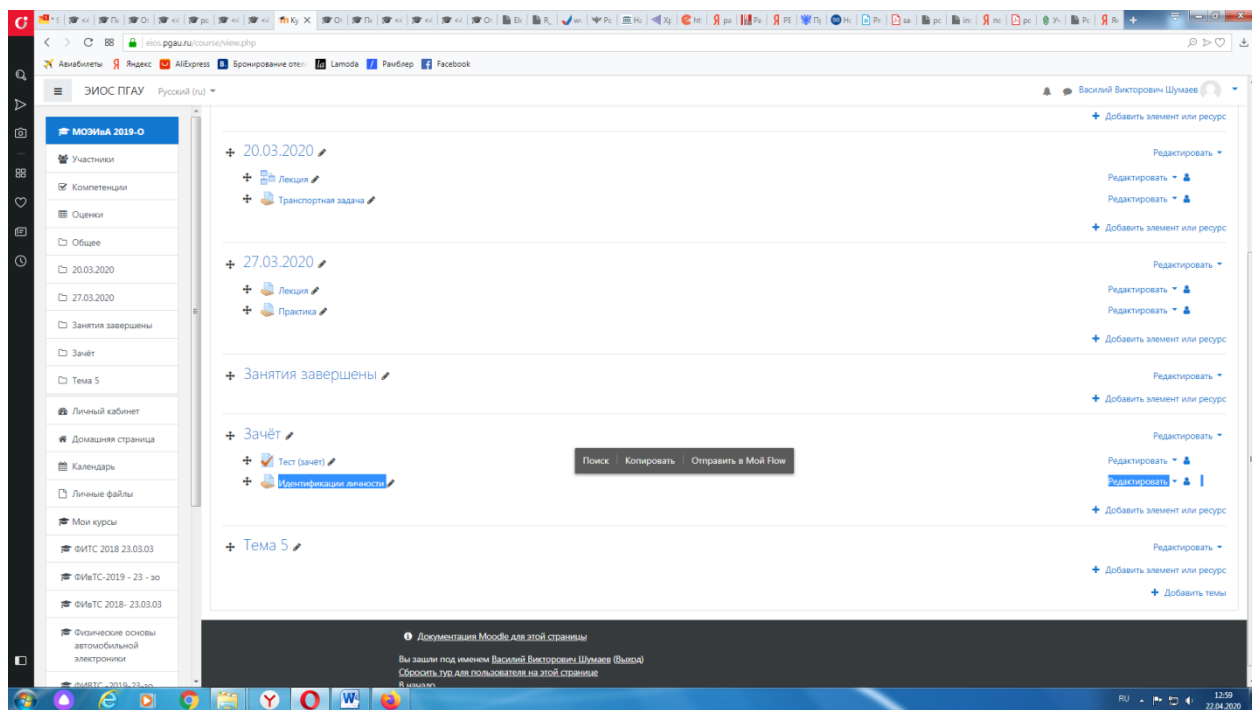 eios.pgau.ru/course/view.php
Авиабилеты Яндекс AliExpress Бронирование отел Lamoda Рамблер Facebook
ЭИОС ПГАУ Русский (ru)
Василий Викторович Шумаев
МОЭИвА 2019-О
Участники
Компетенции
Оценки
Общее
20.03.2020
27.03.2020
Занятия завершены
Зачёт
Тема 5
Личный кабинет
Домашняя страница
Календарь
Личные файлы
Мои курсы
ФИТС 2018 23.03.03
ФИвТС-2019 - 23 - зо
ФИвТС 2018- 23.03.03
Физические основы
автомобильной
электроники
Добавить элемент или ресурс
20.03.2020 Редактировать
Лекция Редактировать
Транспортная задача Редактировать
Добавить элемент или ресурс
27.03.2020 Редактировать
Лекция Редактировать
Практика Редактировать
Добавить элемент или ресурс
Занятия завершены Редактировать
Добавить элемент или ресурс
Зачёт Редактировать
Поиск Копировать Отправить в Мой Flow
Тест (зачёт) Редактировать
Идентификации личности Редактировать
Добавить элемент или ресурс
Тема 5 Редактировать
Добавить элемент или ресурс
Добавить темы
Документация Moodle для этой страницы
Вы зашли под именем Василий Викторович Шумаев (Выход)
Сбросить тур для пользователя на этой странице
В начало
RU 12:59
22.04.2020